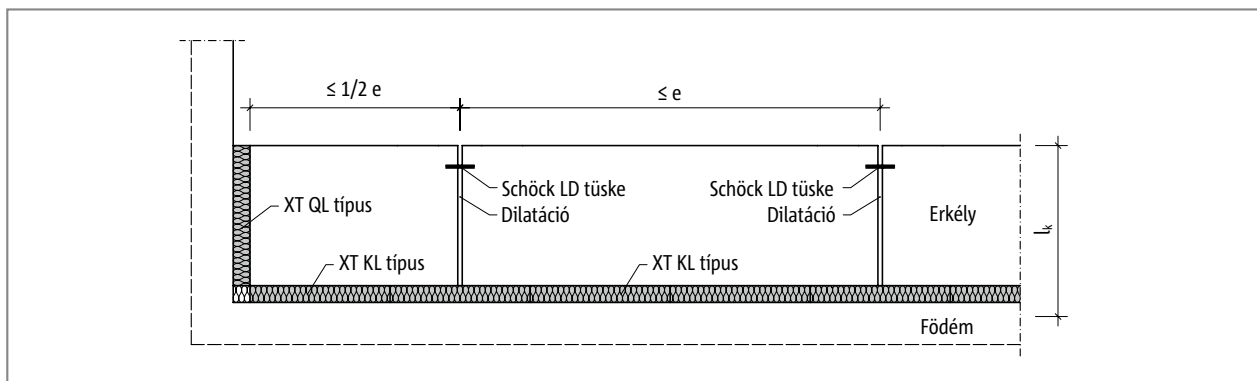 ≤ 1/2 e
≤ e
Schöck LD tüske
Dilatáció
Schöck LD tüske
Dilatáció
XT QL típus
Erkély
lk
XT KL típus
XT KL típus
Födém